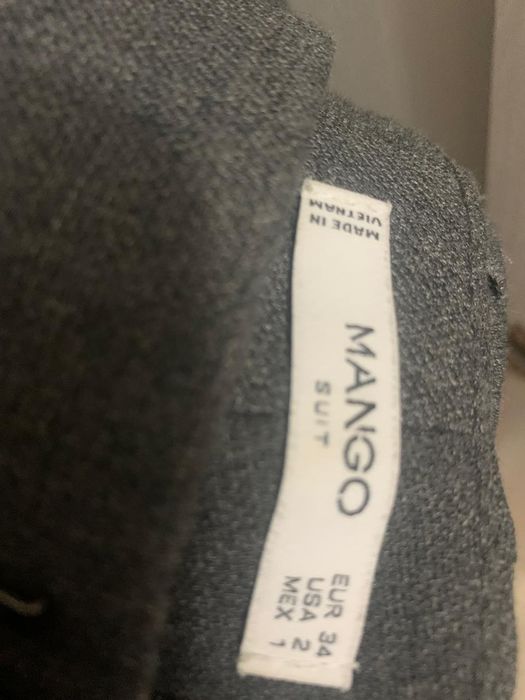 MADE IN
VIETNAM
MANGO
SUIT
EUR 34
USA 2
MEX 1